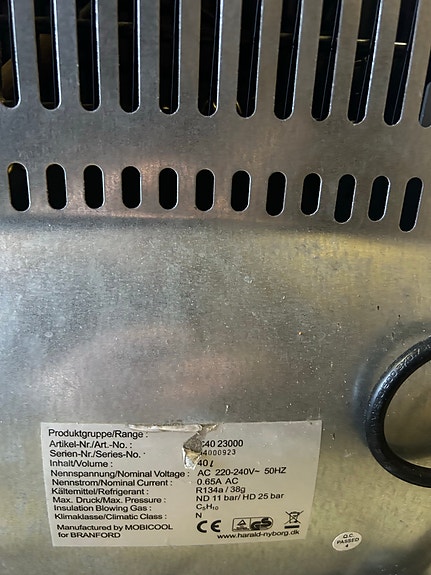 Produktgruppe/Range :
Artikel-Nr./Art.-No. : C40 23000
Serien-Nr./Series-No. 4000923
Inhalt/Volume : 40 l
Nennspannung/Nominal Voltage : AC 220-240V~ 50HZ
Nennstrom/Nominal Current : 0.65A AC
Kältemittel/Refrigerant : R134a / 38g
Max. Druck/Max. Pressure : ND 11 bar/ HD 25 bar
Insulation Blowing Gas : C₅H₁₀
Klimaklasse/Climatic Class : N
Manufactured by MOBICOOL
for BRANFORD
CE
GS
www.harald-nyborg.dk
Q.C.
PASSED
4